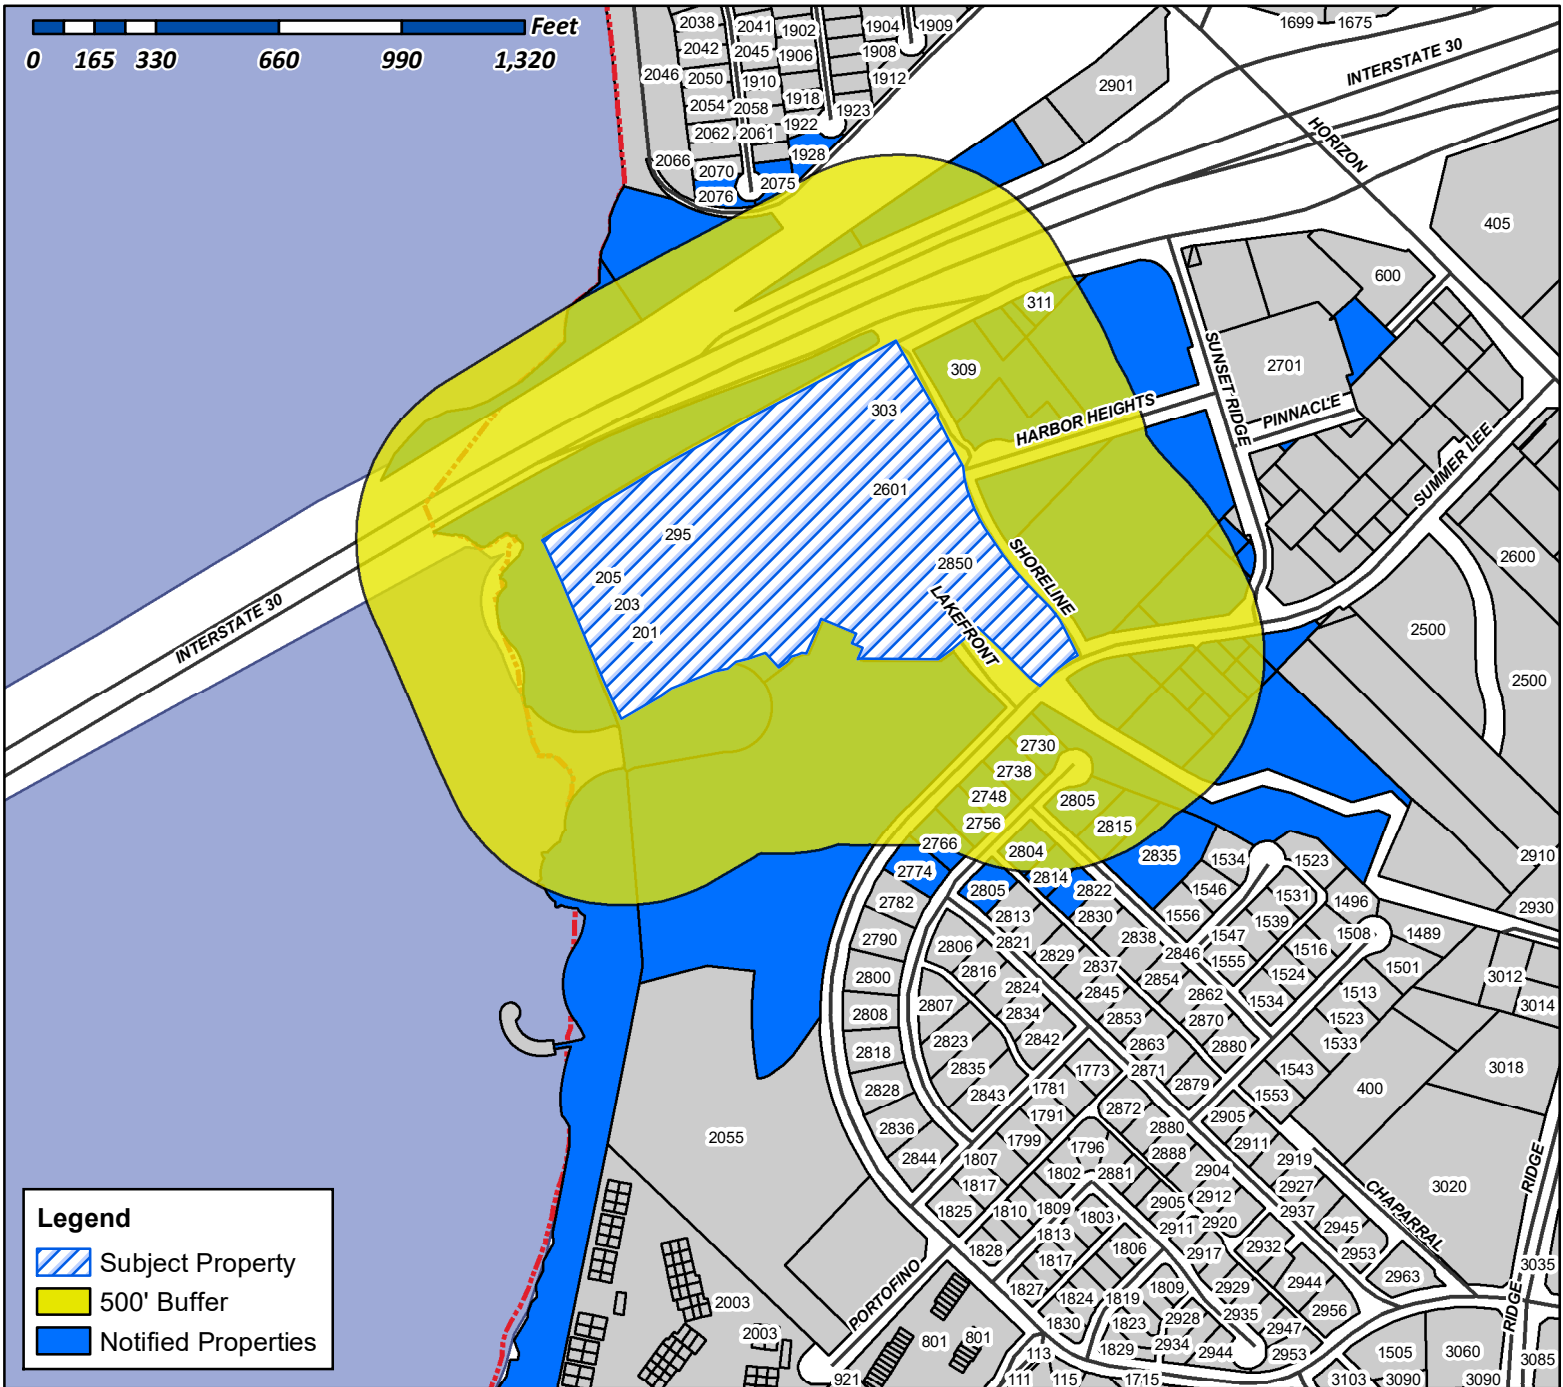 Feet
0 165 330 660 990 1,320
2038 2041 1902 1904 1909 1699 1675
2042 2045 1906 1908
2046 2050 1910 1912 2901
2054 2058 1918 1923
2062 2061 1922
2066 2070 1928
2076 2075
INTERSTATE 30
HORIZON
405
600
311
309
303
HARBOR HEIGHTS
SUNSET RIDGE
2701
PINNACLE
SUMMER LEE
2601
295
2850
SHORELINE
LAKEFRONT
205
203
201
INTERSTATE 30
2600
2500
2500
2730
2738
2748 2805
2756 2815
2766 2804 2835 1534 1523 2910
2774 2814
2805 2822 1546 1531 1496 2930
2782 2813 2830 1556 1539
2790 2806 2821 2838 1547 1516 1508 1489
2800 2816 2829 2837 2846 1555 1524 1501 3012
2807 2824 2845 2854 2862 1534 1513 3014
2808 2834 2853 2870 1523
2818 2823 2842 2863 2880 1533
2828 2835 1773 2871 1543 3018
2843 1781 2879 1553 400
2836 1791 2872 2905
2844 1799 2880 2911
2055
1807 1796 2888 2919
1817 1802 2881 2904 2927 3020
1825 1810 1809 1803 2905 2912 2937
1813 2911 2920 2945
1828 1817 1806 2917 2932 2953
CHAPARRAL
RIDGE
RIDGE
1827 1824 1819 1809 2929 2944 2963 3035
1830 1823 2928 2935 2956
1829 2934 2944 2947
113 2953 1505 3060 3085
111 115 1715 3103 3090 3090
PORTOFINO
2003
2003
801 801
921
Legend
Subject Property
500' Buffer
Notified Properties